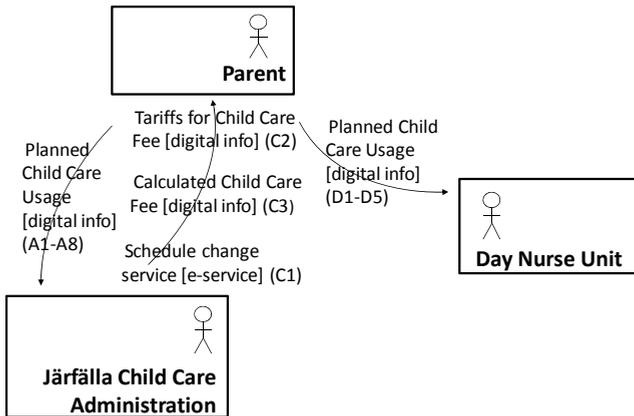 Parent
Tariffs for Child Care
Fee [digital info] (C2)
Planned
Child Care
Usage
[digital info]
(A1-A8)
Calculated Child Care
Fee [digital info] (C3)
Schedule change
service [e-service] (C1)
Planned Child
Care Usage
[digital info]
(D1-D5)
Day Nurse Unit
Järfälla Child Care
Administration